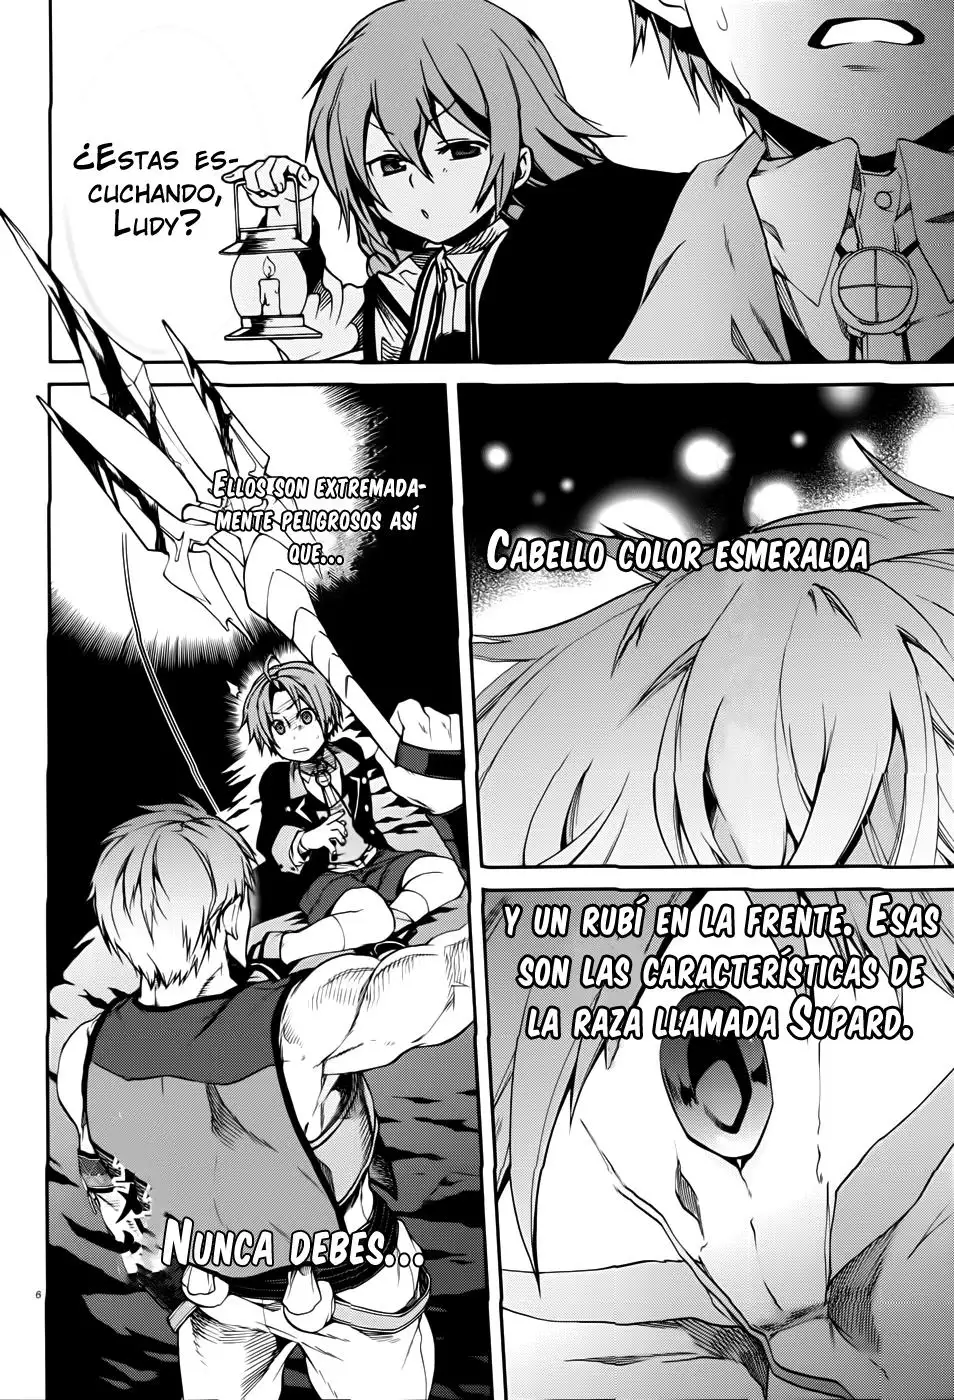 ¿Estas es-
cuchando,
Ludy?
Cabello color esmeralda
y un rubí en la frente. Esas
son las características de
la raza llamada Supard.
Ellos son extremada-
mente peligrosos así
que...
Nunca debes...
6